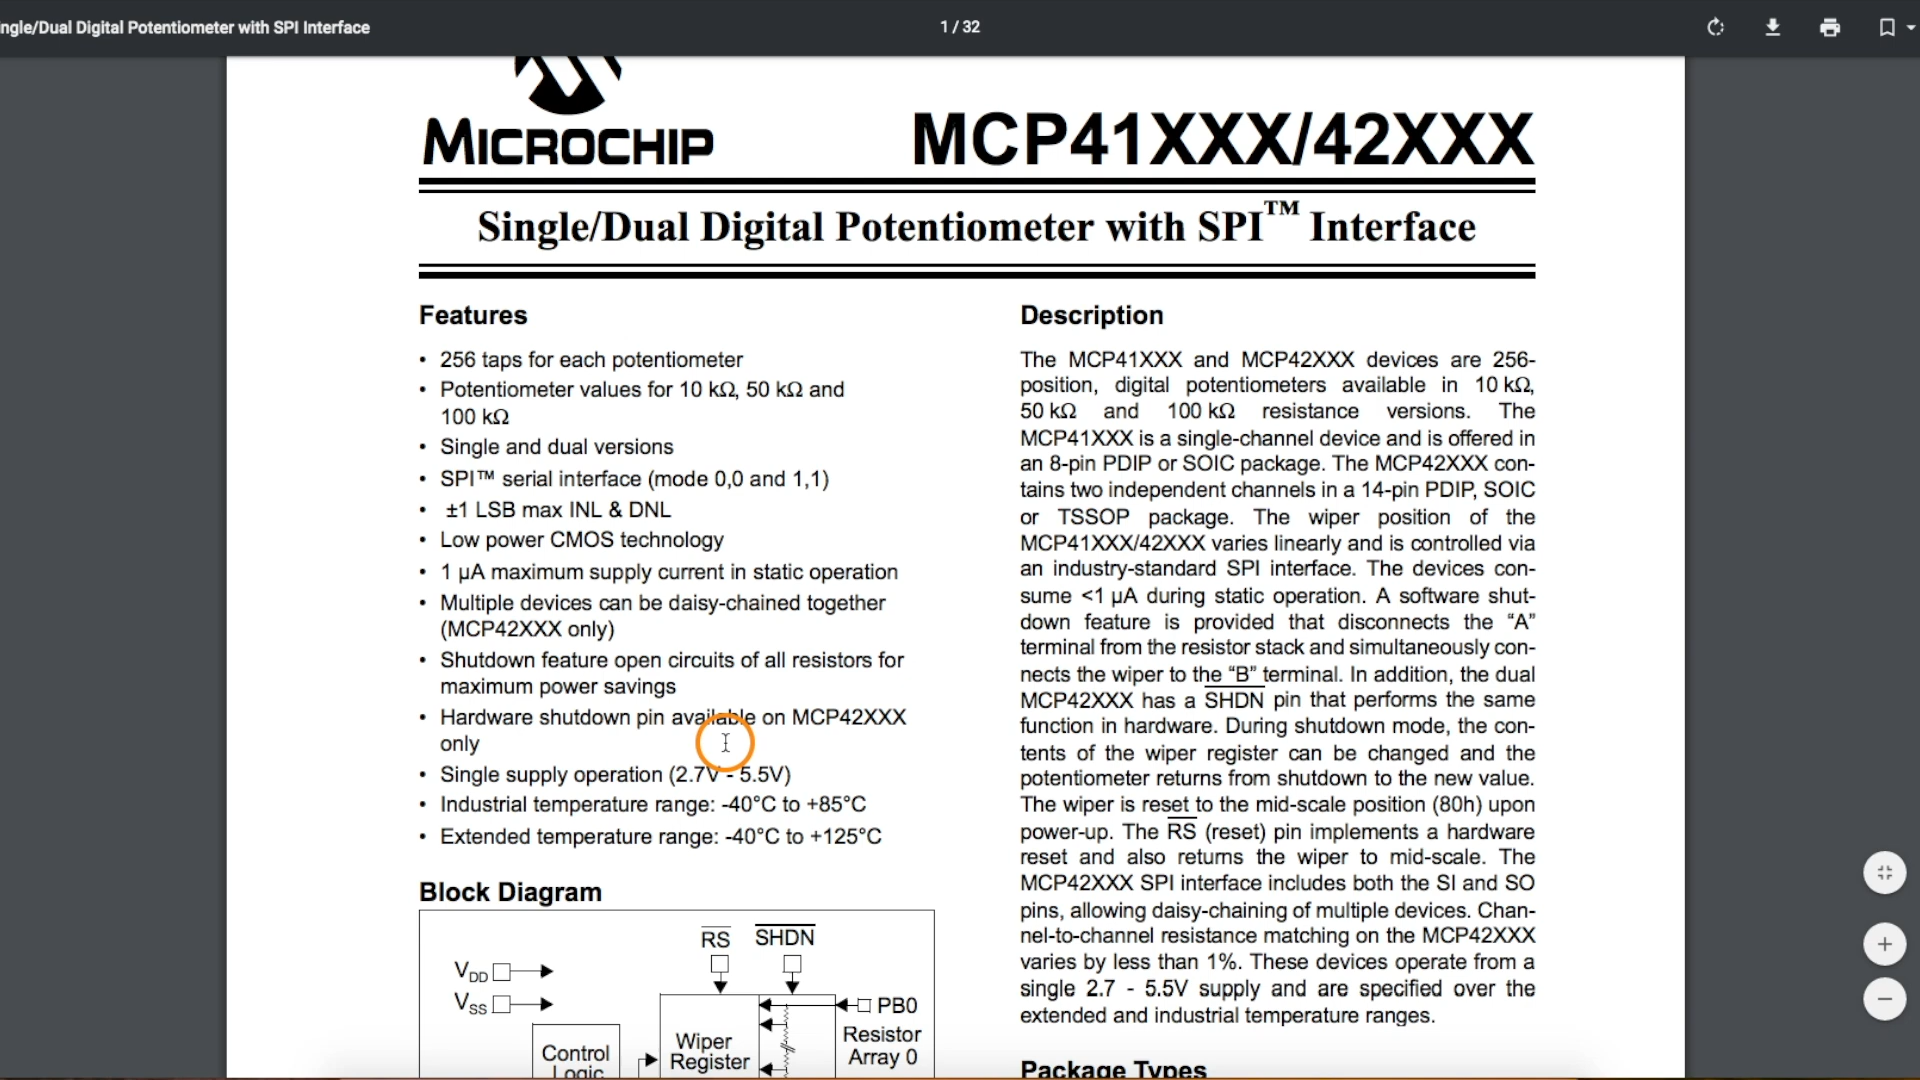 ngle/Dual Digital Potentiometer with SPI Interface
1 / 32
MICROCHIP
MCP41XXX/42XXX
Single/Dual Digital Potentiometer with SPI™ Interface
Features
• 256 taps for each potentiometer
• Potentiometer values for 10 kΩ, 50 kΩ and
100 kΩ
• Single and dual versions
• SPI™ serial interface (mode 0,0 and 1,1)
• ±1 LSB max INL & DNL
• Low power CMOS technology
• 1 µA maximum supply current in static operation
• Multiple devices can be daisy-chained together
(MCP42XXX only)
• Shutdown feature open circuits of all resistors for
maximum power savings
• Hardware shutdown pin available on MCP42XXX
only
• Single supply operation (2.7V - 5.5V)
• Industrial temperature range: -40°C to +85°C
• Extended temperature range: -40°C to +125°C
Block Diagram
RS
SHDN
VDD
VSS
PB0
Wiper
Register
Resistor
Array 0
Control
Logic
Description
The MCP41XXX and MCP42XXX devices are 256-
position, digital potentiometers available in 10 kΩ,
50 kΩ and 100 kΩ resistance versions. The
MCP41XXX is a single-channel device and is offered in
an 8-pin PDIP or SOIC package. The MCP42XXX con-
tains two independent channels in a 14-pin PDIP, SOIC
or TSSOP package. The wiper position of the
MCP41XXX/42XXX varies linearly and is controlled via
an industry-standard SPI interface. The devices con-
sume <1 µA during static operation. A software shut-
down feature is provided that disconnects the “A”
terminal from the resistor stack and simultaneously con-
nects the wiper to the “B” terminal. In addition, the dual
MCP42XXX has a SHDN pin that performs the same
function in hardware. During shutdown mode, the con-
tents of the wiper register can be changed and the
potentiometer returns from shutdown to the new value.
The wiper is reset to the mid-scale position (80h) upon
power-up. The RS (reset) pin implements a hardware
reset and also returns the wiper to mid-scale. The
MCP42XXX SPI interface includes both the SI and SO
pins, allowing daisy-chaining of multiple devices. Chan-
nel-to-channel resistance matching on the MCP42XXX
varies by less than 1%. These devices operate from a
single 2.7 - 5.5V supply and are specified over the
extended and industrial temperature ranges.
Package Types